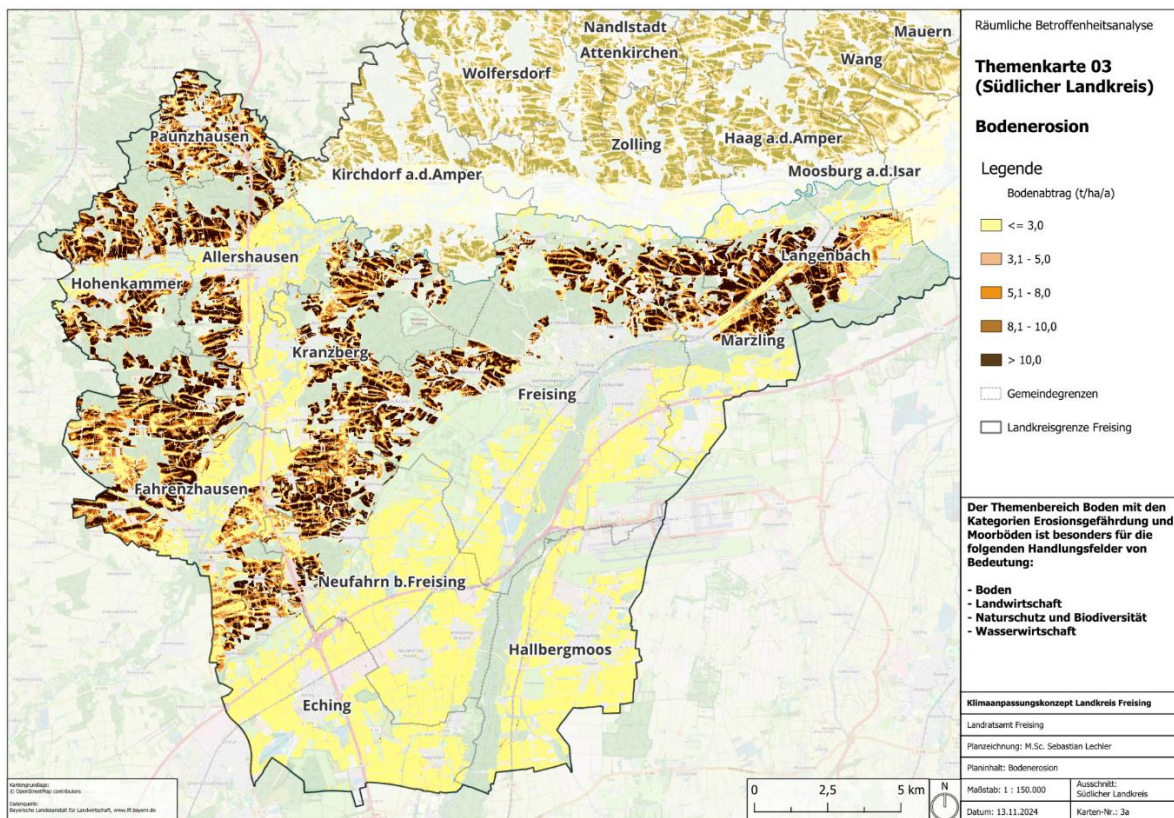 Räumliche Betroffenheitsanalyse
Themenkarte 03
(Südlicher Landkreis)
Bodenerosion
Legende
Bodenabtrag (t/ha/a)
<= 3,0
3,1 - 5,0
5,1 - 8,0
8,1 - 10,0
> 10,0
Gemeindegrenzen
Landkreisgrenze Freising
Der Themenbereich Boden mit den
Kategorien Erosionsgefährdung und
Moorböden ist besonders für die
folgenden Handlungsfelder von
Bedeutung:
- Boden
- Landwirtschaft
- Naturschutz und Biodiversität
- Wasserwirtschaft
Klimaanpassungskonzept Landkreis Freising
Landratsamt Freising
Planzeichnung: M.Sc. Sebastian Lechler
Planinhalt: Bodenerosion
Maßstab: 1 : 150.000
Ausschnitt:
Südlicher Landkreis
Datum: 13.11.2024
Karten-Nr.: 3a
Nandlstadt
Mauern
Attenkirchen
Wang
Wolfersdorf
Paunzhausen
Zolling
Haag a.d.Amper
Kirchdorf a.d.Amper
Moosburg a.d.Isar
Allershausen
Langenbach
Hohenkammer
Kranzberg
Marzling
Freising
Fahrenzhausen
Neufahrn b.Freising
Hallbergmoos
Eching
0
2,5
5 km
N
Kartengrundlage:
© OpenStreetMap contributors
Datenquelle:
Bayerische Landesanstalt für Landwirtschaft, www.lfl.bayern.de